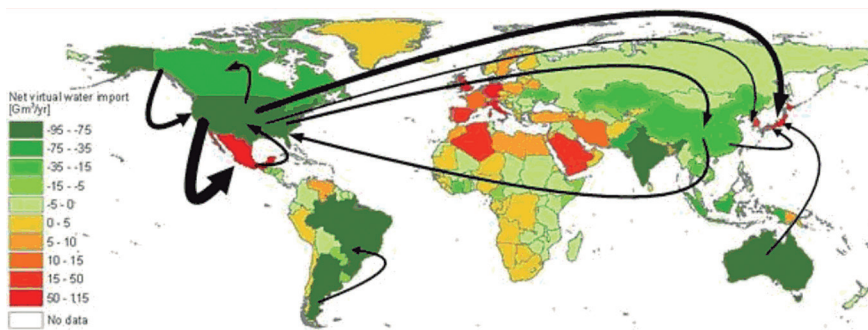 Net virtual water import
[Gm³/yr]
-95 - -75
-75 - -35
-35 - -15
-15 - -5
-5 - 0
0 - 5
5 - 10
10 - 15
15 - 50
50 - 115
No data